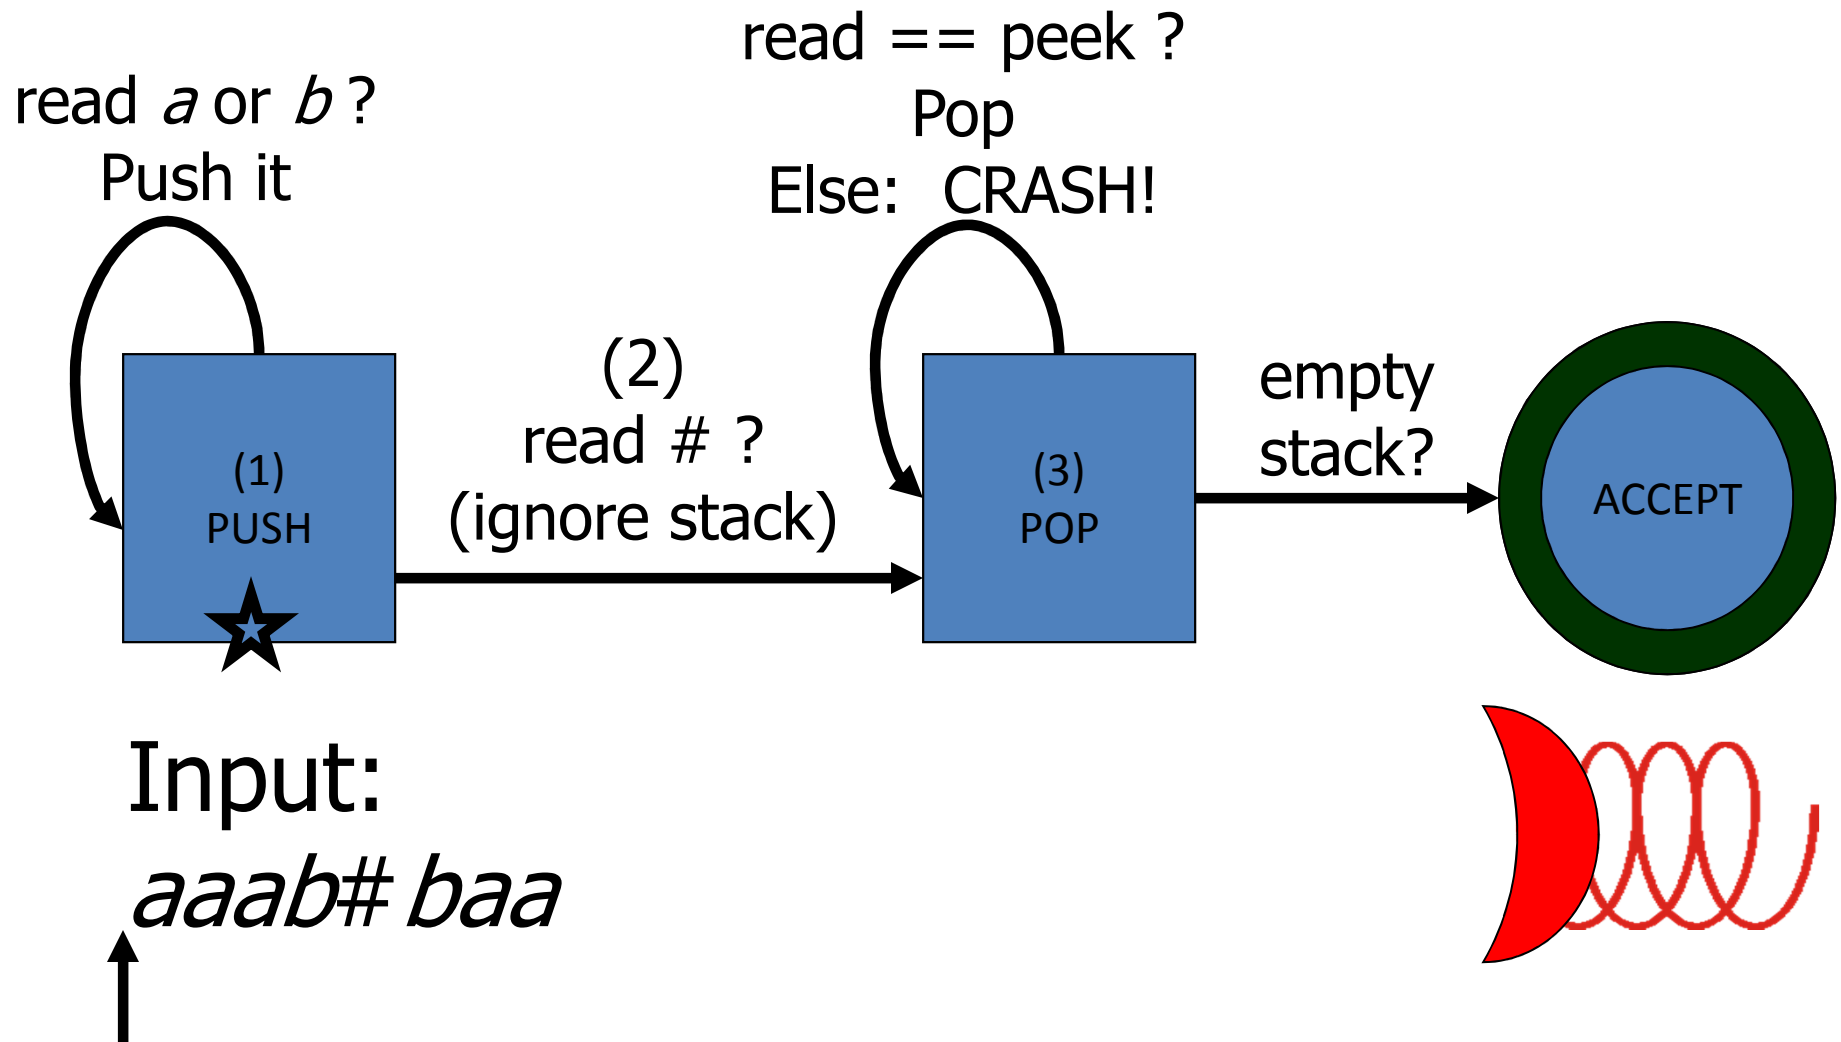 read a or b ?
Push it
read == peek ?
Pop
Else: CRASH!
(1)
PUSH
(2)
read # ?
(ignore stack)
(3)
POP
empty
stack?
ACCEPT
Input:
aaab#baa